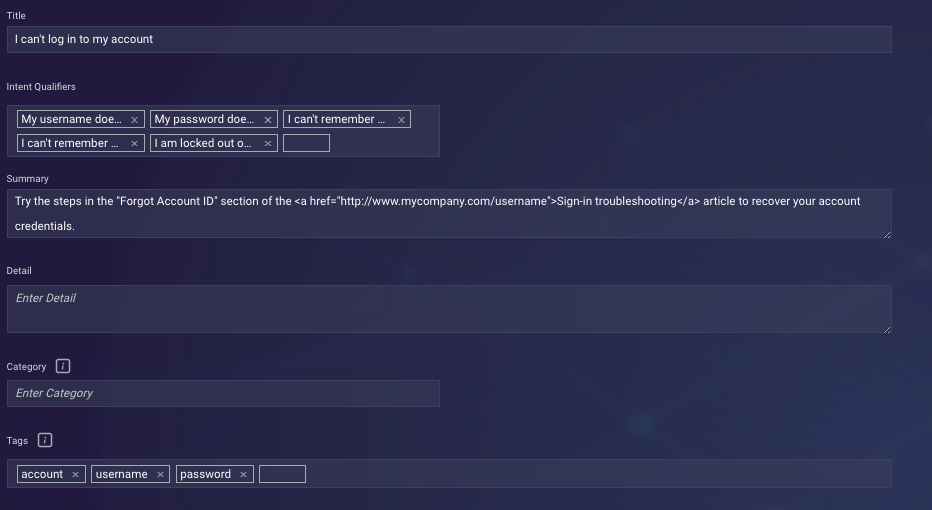 Title
I can't log in to my account
Intent Qualifiers
My username doe... × My password doe... × I can't remember ... ×
I can't remember ... × I am locked out o... ×
Summary
Try the steps in the "Forgot Account ID" section of the <a href="http://www.mycompany.com/username">Sign-in troubleshooting</a> article to recover your account
credentials.
Detail
Enter Detail
Category i
Enter Category
Tags i
account × username × password ×